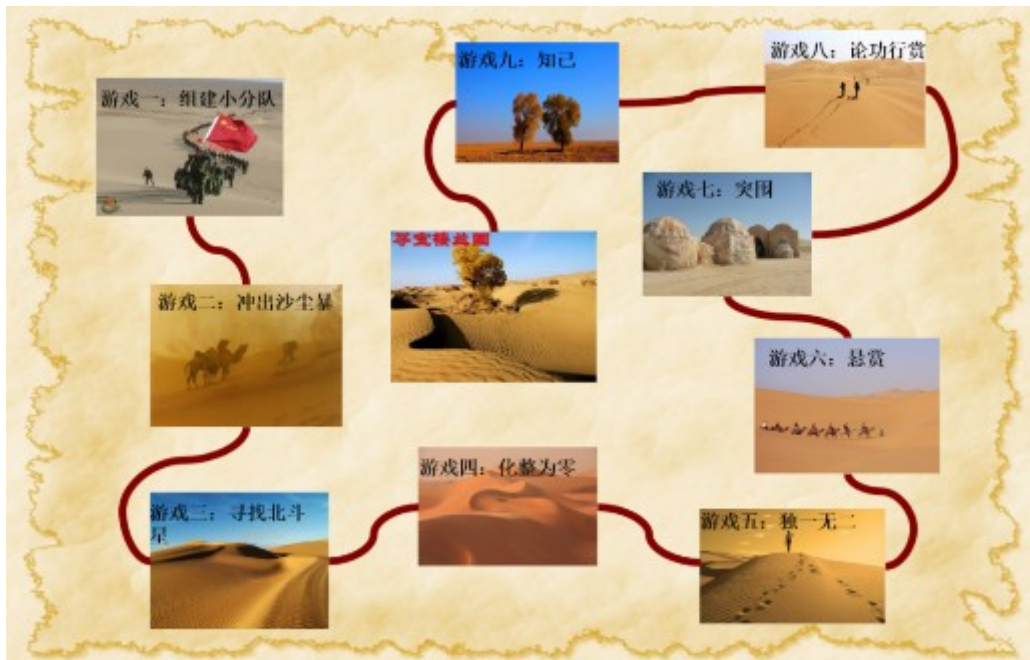 游戏一：组建小分队
游戏二：冲出沙尘暴
游戏三：寻找北斗
星
游戏四：化整为零
游戏五：独一无二
游戏六：悬赏
游戏七：突围
游戏八：论功行赏
游戏九：知己
寻宝楼兰图